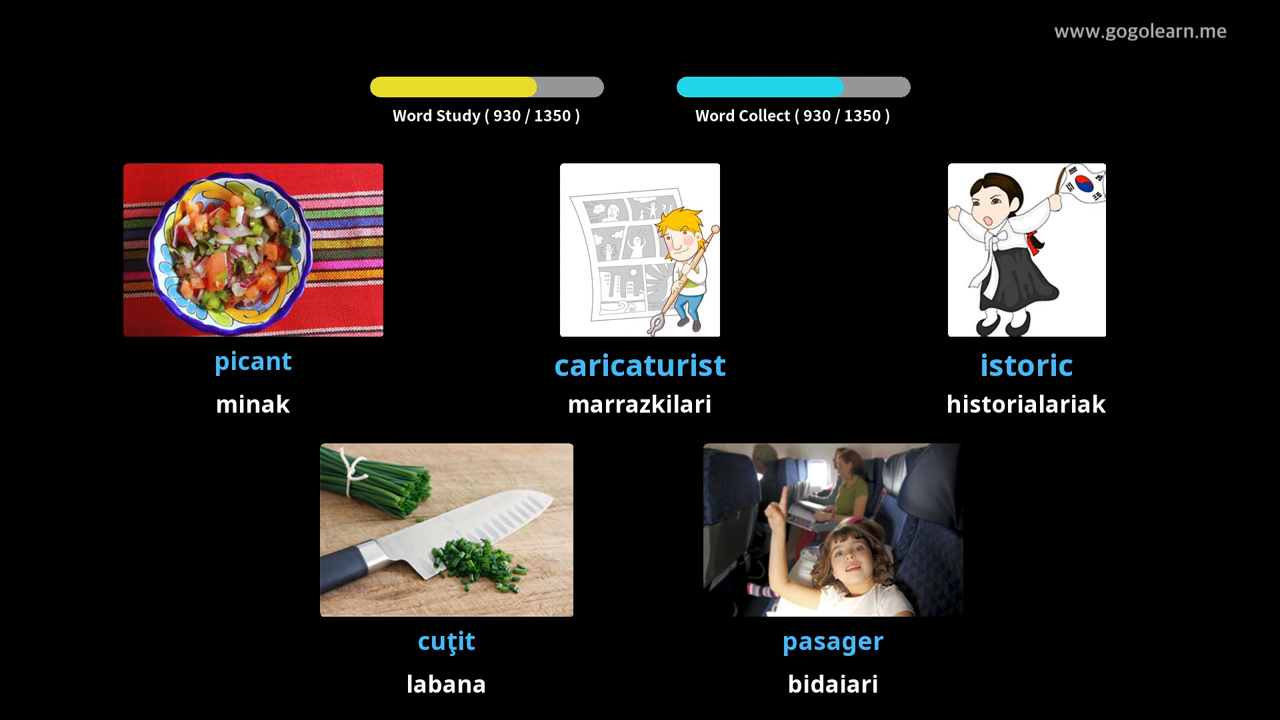 www.gogolearn.me
Word Study ( 930 / 1350 )
Word Collect ( 930 / 1350 )
picant
minak
caricaturist
marrazkilari
istoric
historialariak
cuţit
labana
pasager
bidaiari